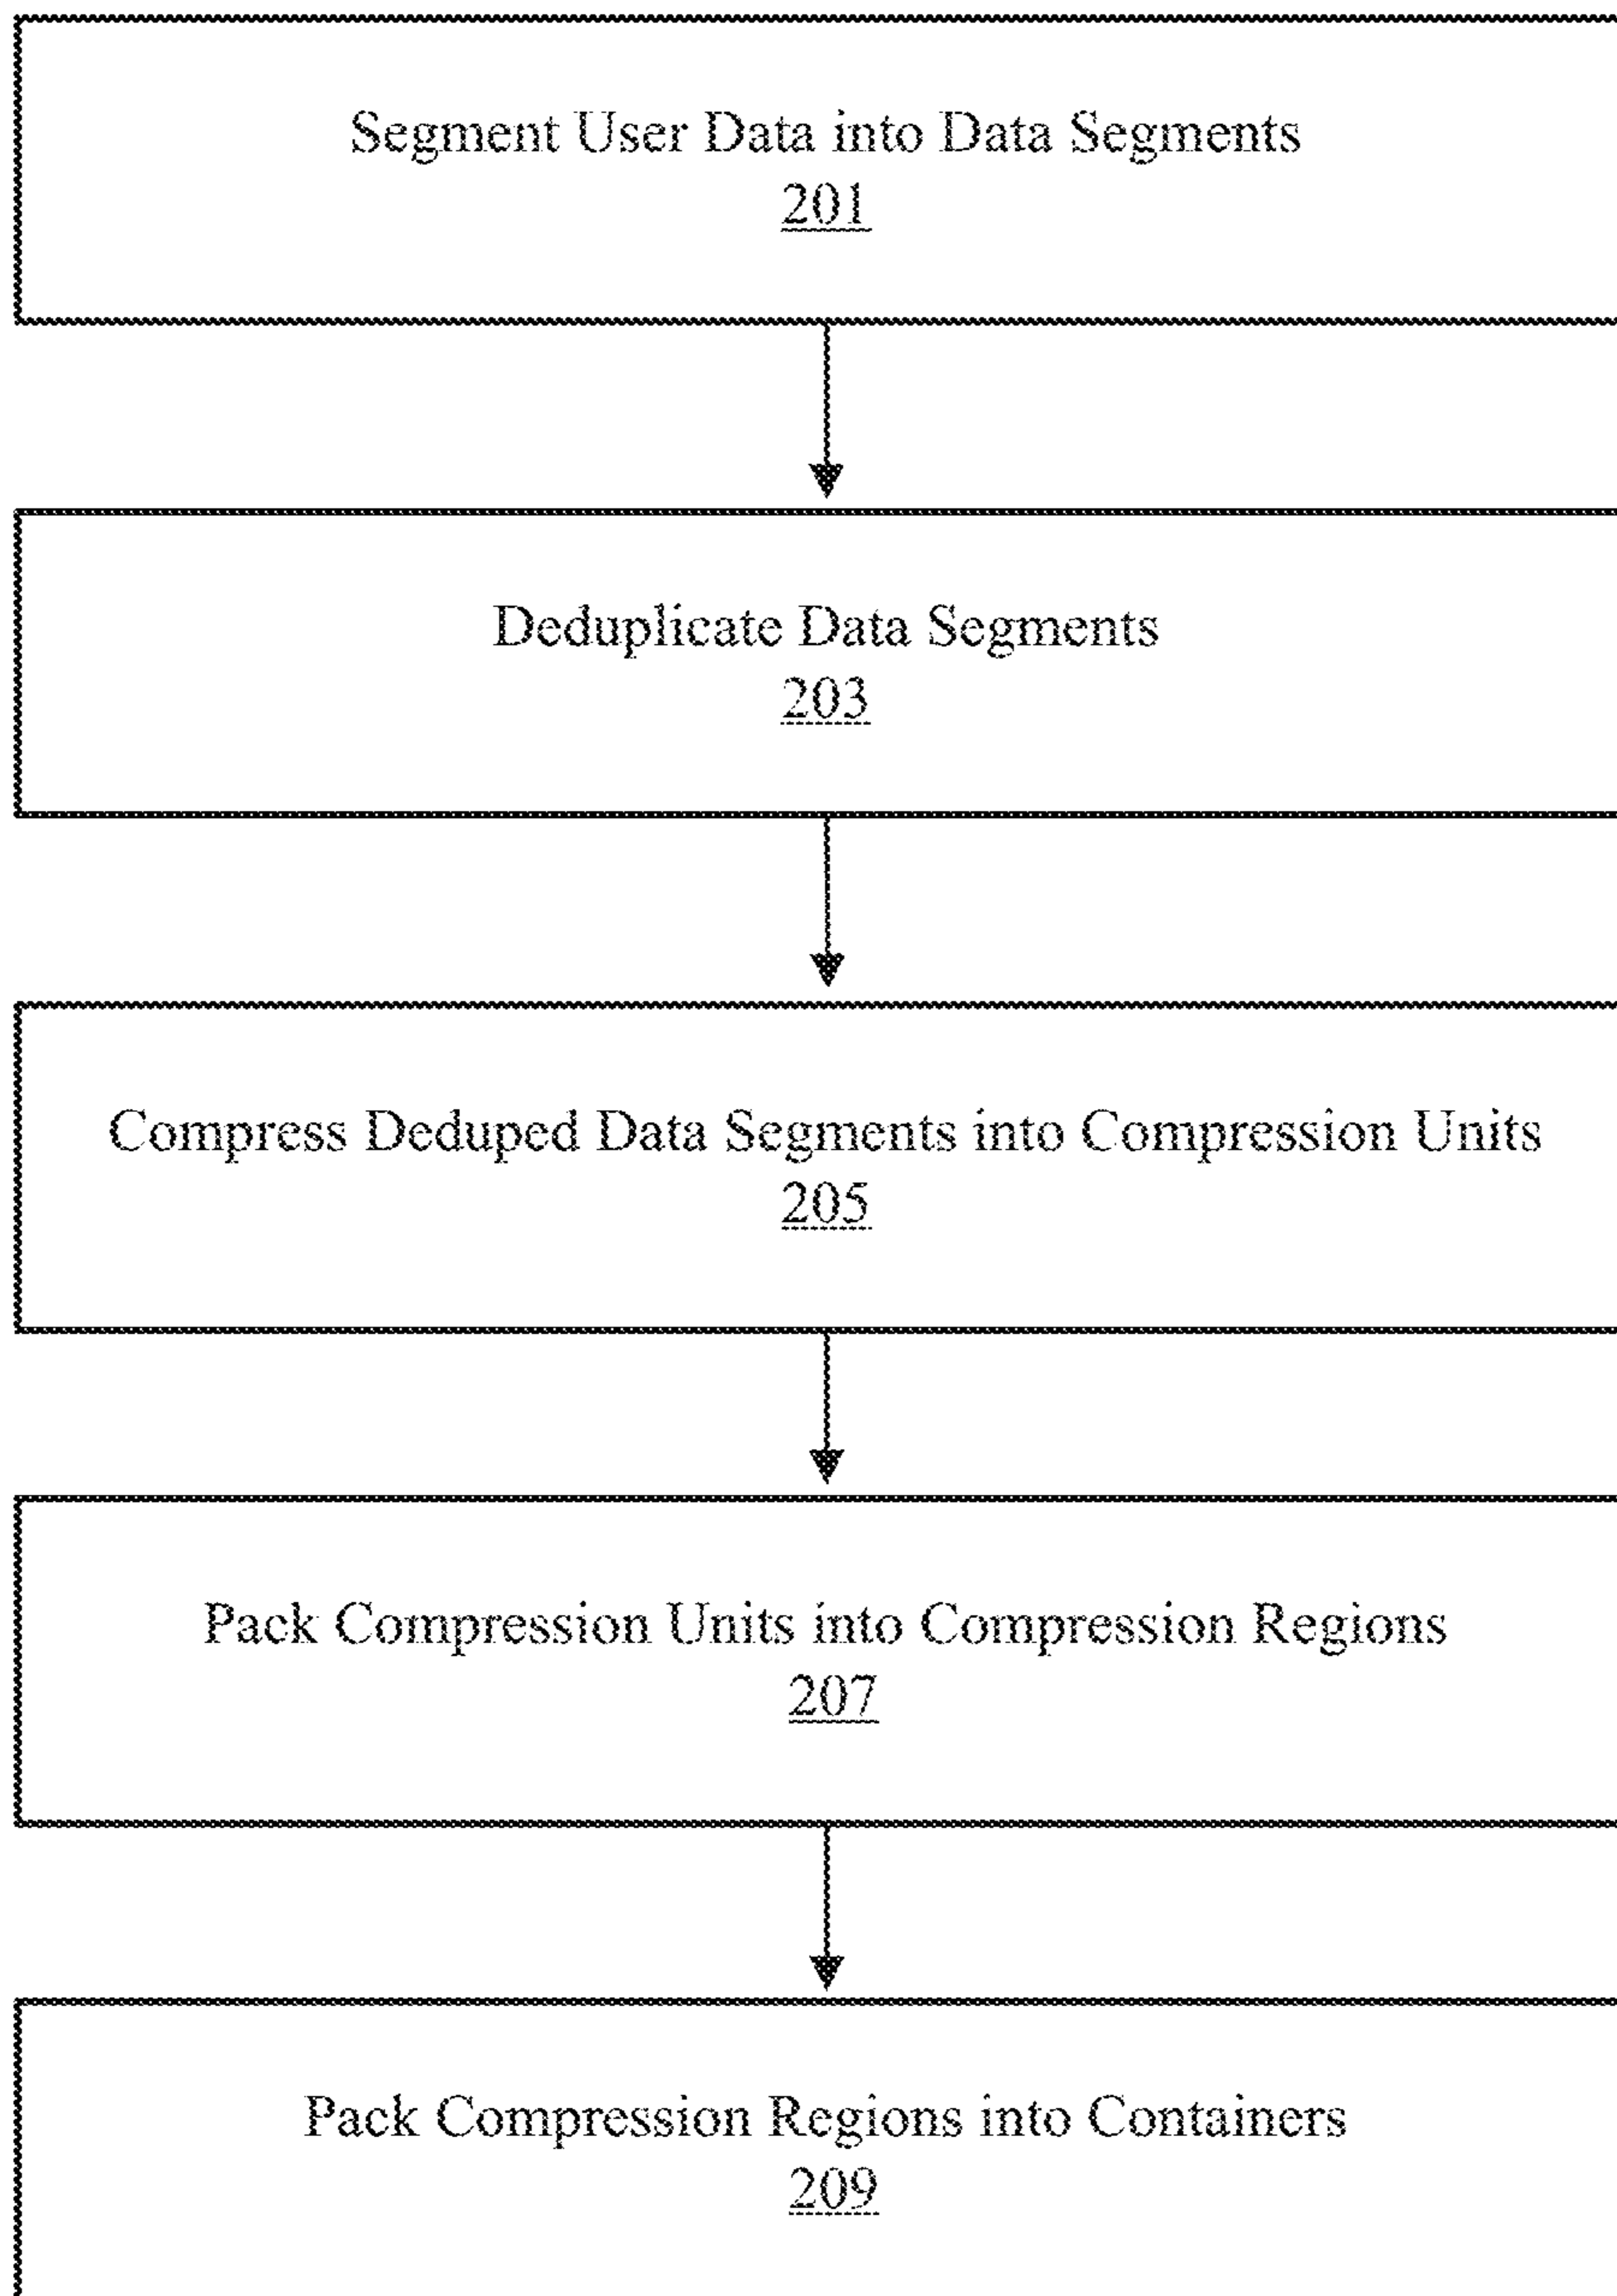 Segment User Data into Data Segments
201
Deduplicate Data Segments
203
Compress Deduped Data Segments into Compression Units
205
Pack Compression Units into Compression Regions
207
Pack Compression Regions into Containers
209